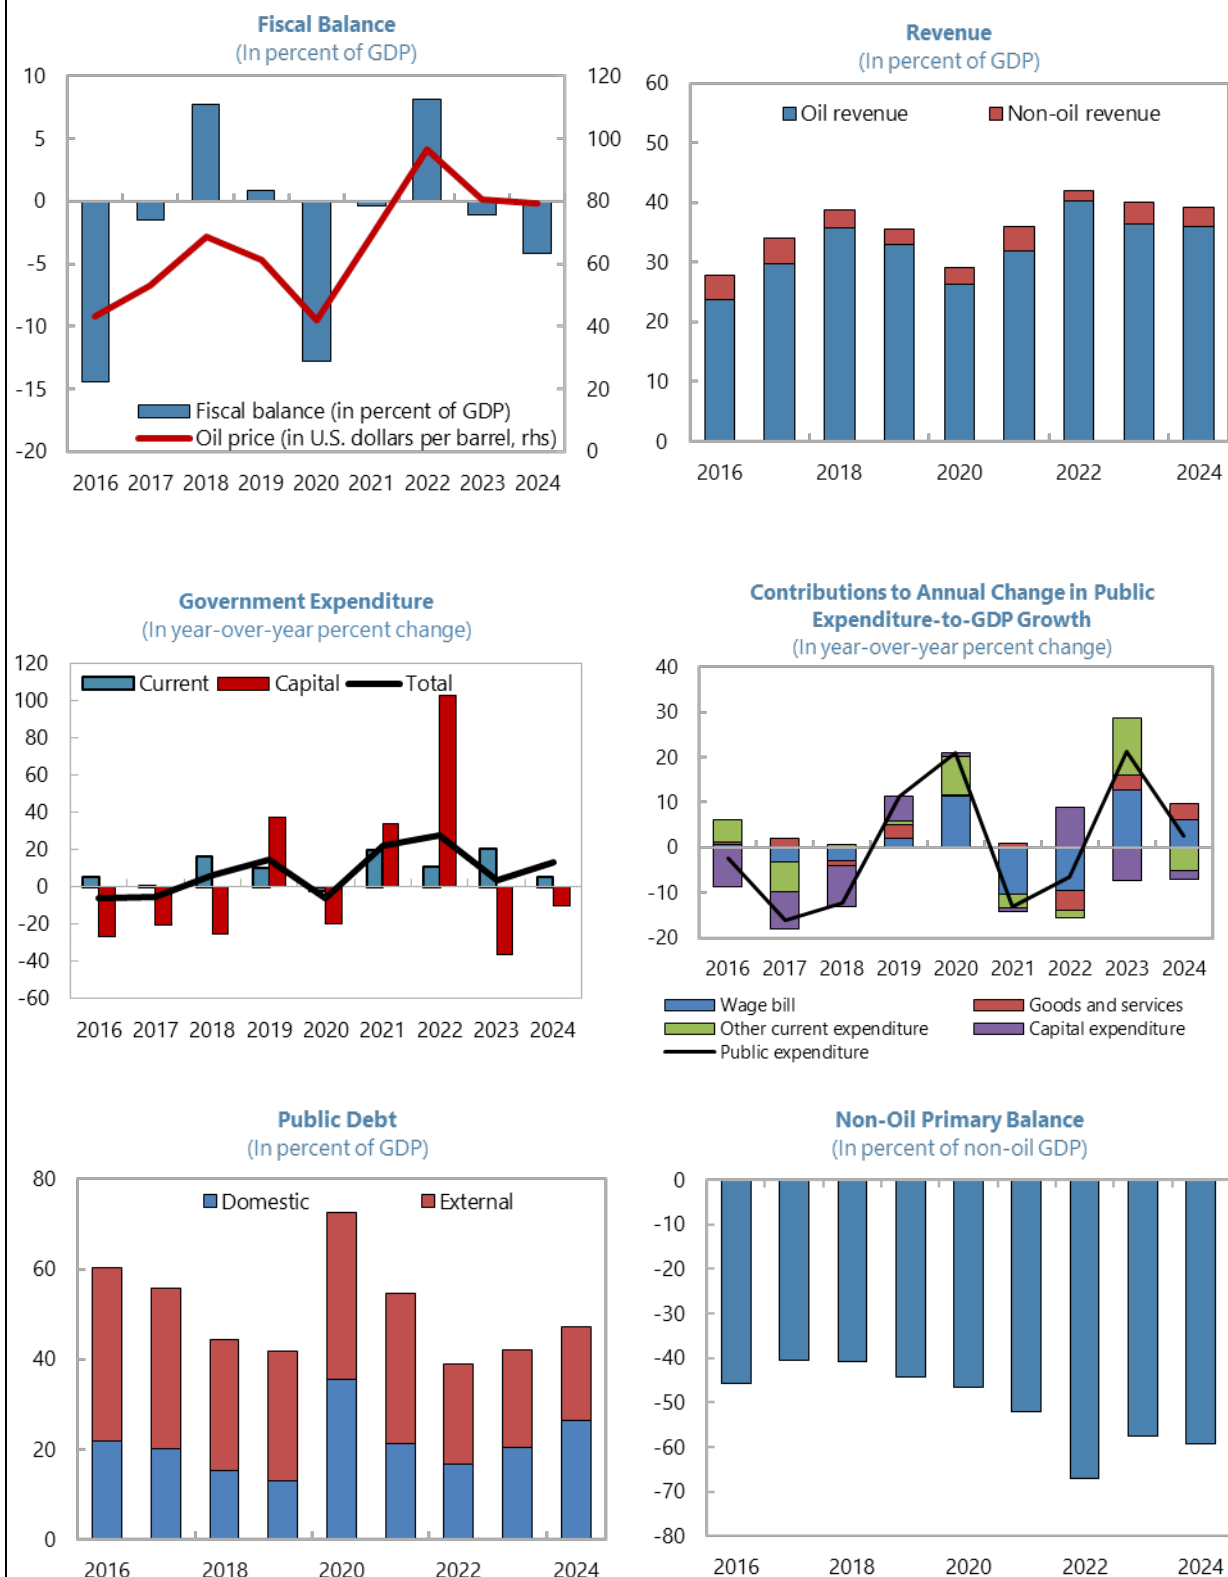 Fiscal Balance
(In percent of GDP)
10
5
0
-5
-10
-15
-20
120
100
80
60
40
20
0
Fiscal balance (in percent of GDP)
Oil price (in U.S. dollars per barrel, rhs)
2016 2017 2018 2019 2020 2021 2022 2023 2024
Revenue
(In percent of GDP)
60
50
40
30
20
10
0
Oil revenue Non-oil revenue
2016 2018 2020 2022 2024
Government Expenditure
(In year-over-year percent change)
120
100
80
60
40
20
0
-20
-40
-60
Current Capital Total
2016 2017 2018 2019 2020 2021 2022 2023 2024
Contributions to Annual Change in Public
Expenditure-to-GDP Growth
(In year-over-year percent change)
40
30
20
10
0
-10
-20
2016 2017 2018 2019 2020 2021 2022 2023 2024
Wage bill Goods and services
Other current expenditure Capital expenditure
Public expenditure
Public Debt
(In percent of GDP)
80
60
40
20
0
Domestic External
2016 2018 2020 2022 2024
Non-Oil Primary Balance
(In percent of non-oil GDP)
0
-10
-20
-30
-40
-50
-60
-70
-80
2016 2018 2020 2022 2024